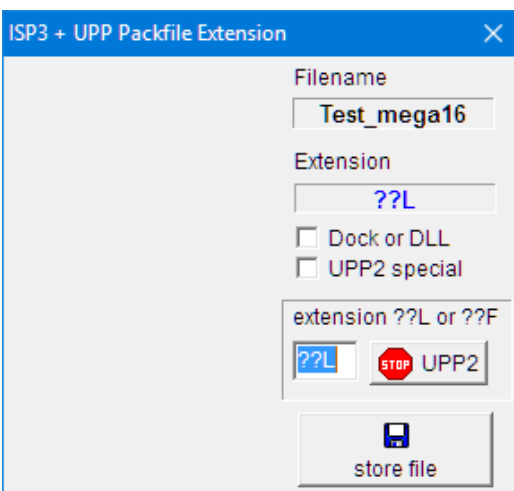 ISP3 + UPP Packfile Extension
Filename
Test_mega16
Extension
??L
Dock or DLL
UPP2 special
extension ??L or ??F
??L
STOP UPP2
store file